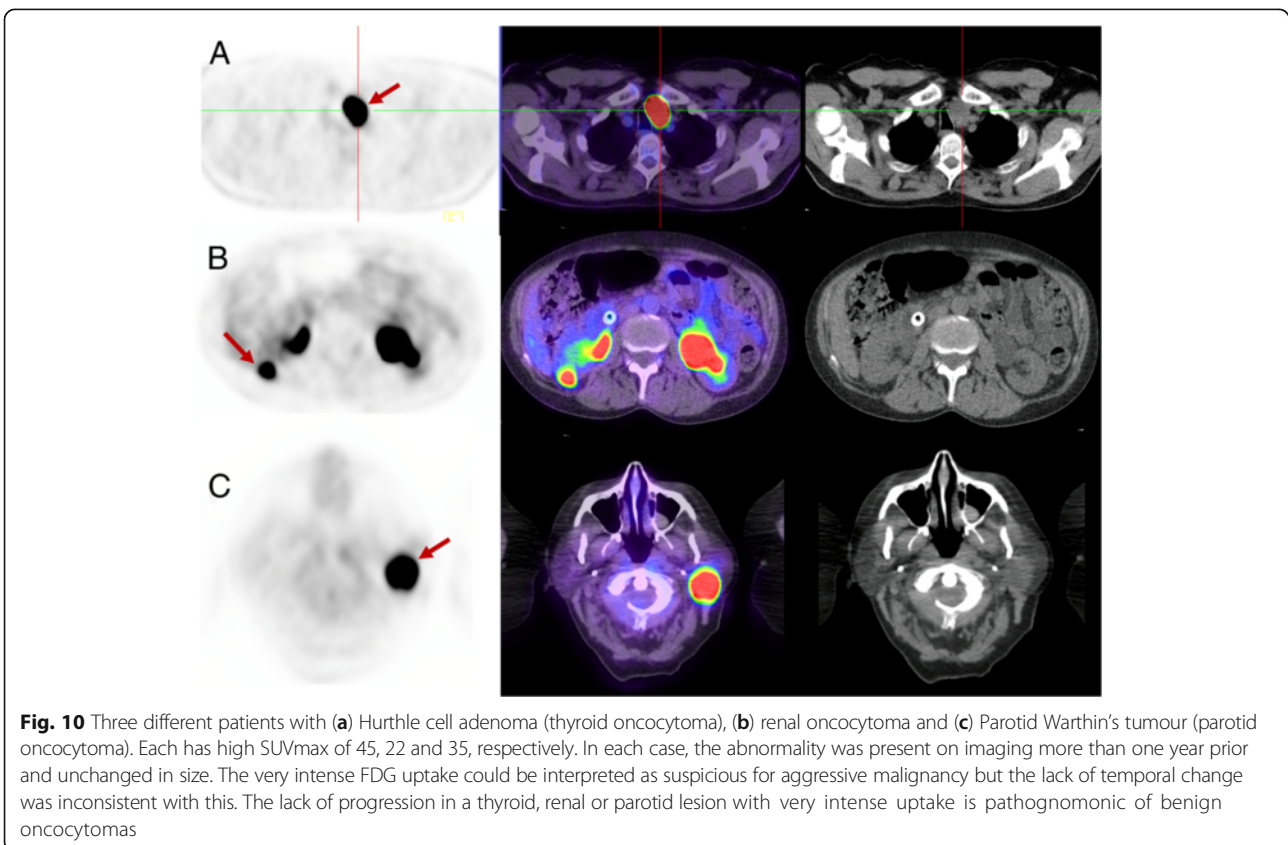 A
B
C
Fig. 10 Three different patients with (a) Hurthle cell adenoma (thyroid oncocytoma), (b) renal oncocytoma and (c) Parotid Warthin's tumour (parotid
oncocytoma). Each has high SUVmax of 45, 22 and 35, respectively. In each case, the abnormality was present on imaging more than one year prior
and unchanged in size. The very intense FDG uptake could be interpreted as suspicious for aggressive malignancy but the lack of temporal change
was inconsistent with this. The lack of progression in a thyroid, renal or parotid lesion with very intense uptake is pathognomonic of benign
oncocytomas